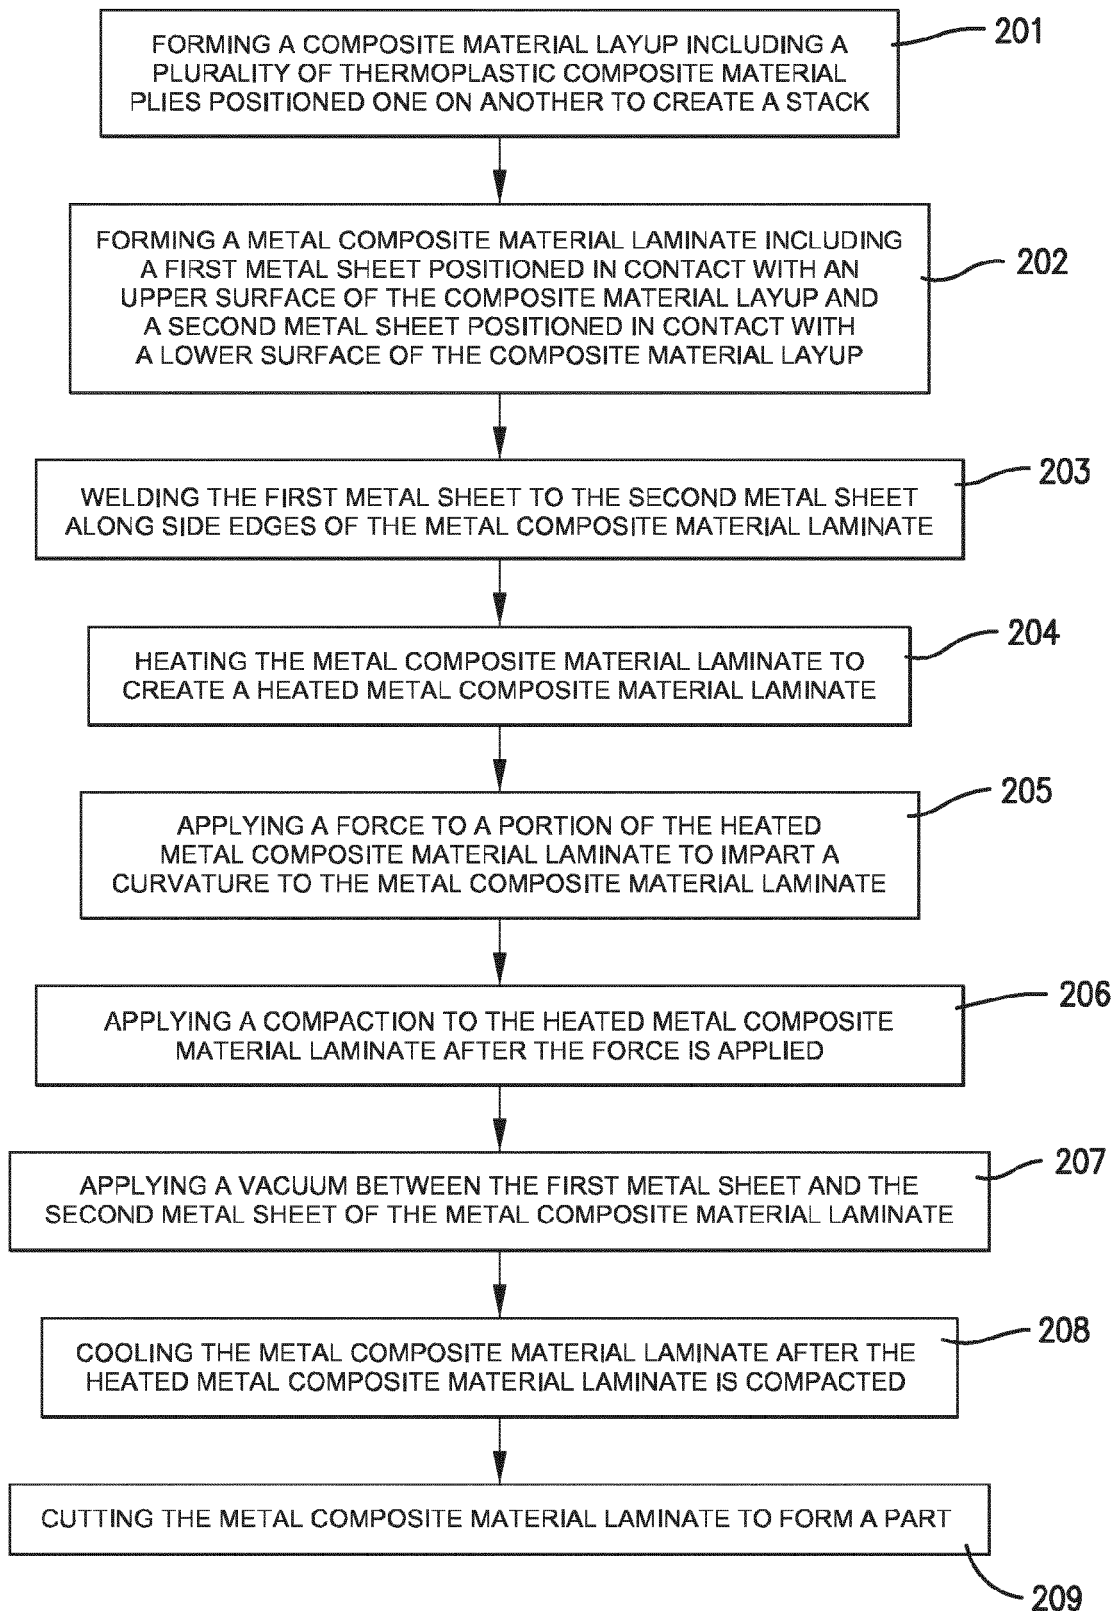 201
FORMING A COMPOSITE MATERIAL LAYUP INCLUDING A
PLURALITY OF THERMOPLASTIC COMPOSITE MATERIAL
PLIES POSITIONED ONE ON ANOTHER TO CREATE A STACK
202
FORMING A METAL COMPOSITE MATERIAL LAMINATE INCLUDING
A FIRST METAL SHEET POSITIONED IN CONTACT WITH AN
UPPER SURFACE OF THE COMPOSITE MATERIAL LAYUP AND
A SECOND METAL SHEET POSITIONED IN CONTACT WITH
A LOWER SURFACE OF THE COMPOSITE MATERIAL LAYUP
203
WELDING THE FIRST METAL SHEET TO THE SECOND METAL SHEET
ALONG SIDE EDGES OF THE METAL COMPOSITE MATERIAL LAMINATE
204
HEATING THE METAL COMPOSITE MATERIAL LAMINATE TO
CREATE A HEATED METAL COMPOSITE MATERIAL LAMINATE
205
APPLYING A FORCE TO A PORTION OF THE HEATED
METAL COMPOSITE MATERIAL LAMINATE TO IMPART A
CURVATURE TO THE METAL COMPOSITE MATERIAL LAMINATE
206
APPLYING A COMPACTION TO THE HEATED METAL COMPOSITE
MATERIAL LAMINATE AFTER THE FORCE IS APPLIED
207
APPLYING A VACUUM BETWEEN THE FIRST METAL SHEET AND THE
SECOND METAL SHEET OF THE METAL COMPOSITE MATERIAL LAMINATE
208
COOLING THE METAL COMPOSITE MATERIAL LAMINATE AFTER THE
HEATED METAL COMPOSITE MATERIAL LAMINATE IS COMPACTED
CUTTING THE METAL COMPOSITE MATERIAL LAMINATE TO FORM A PART
209